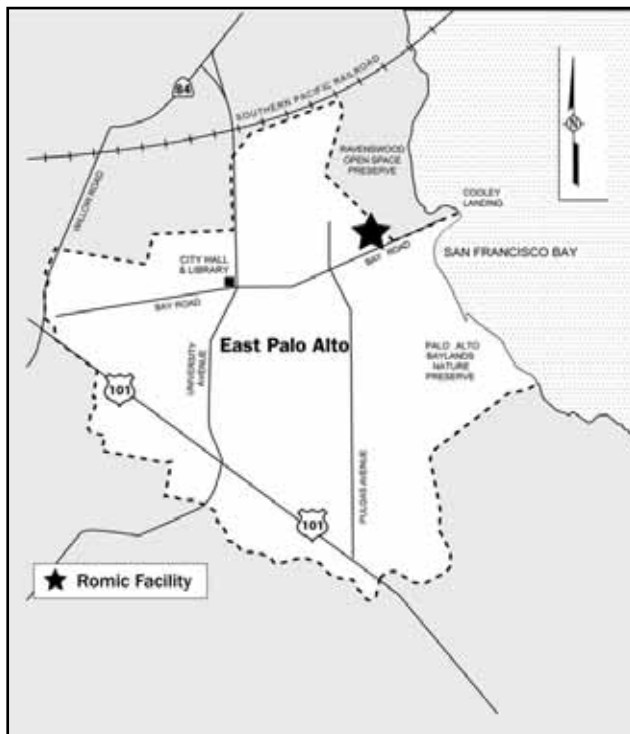 84
SOUTHERN PACIFIC RAILROAD
WILLOW ROAD
RAVENSWOOD
OPEN SPACE
PRESERVE
N
COOLEY
LANDING
BAY ROAD
SAN FRANCISCO BAY
CITY HALL
& LIBRARY
BAY ROAD
East Palo Alto
UNIVERSITY
AVENUE
PALO ALTO
BAYLANDS
NATURE
PRESERVE
101
PULGAS AVENUE
101
Romic Facility